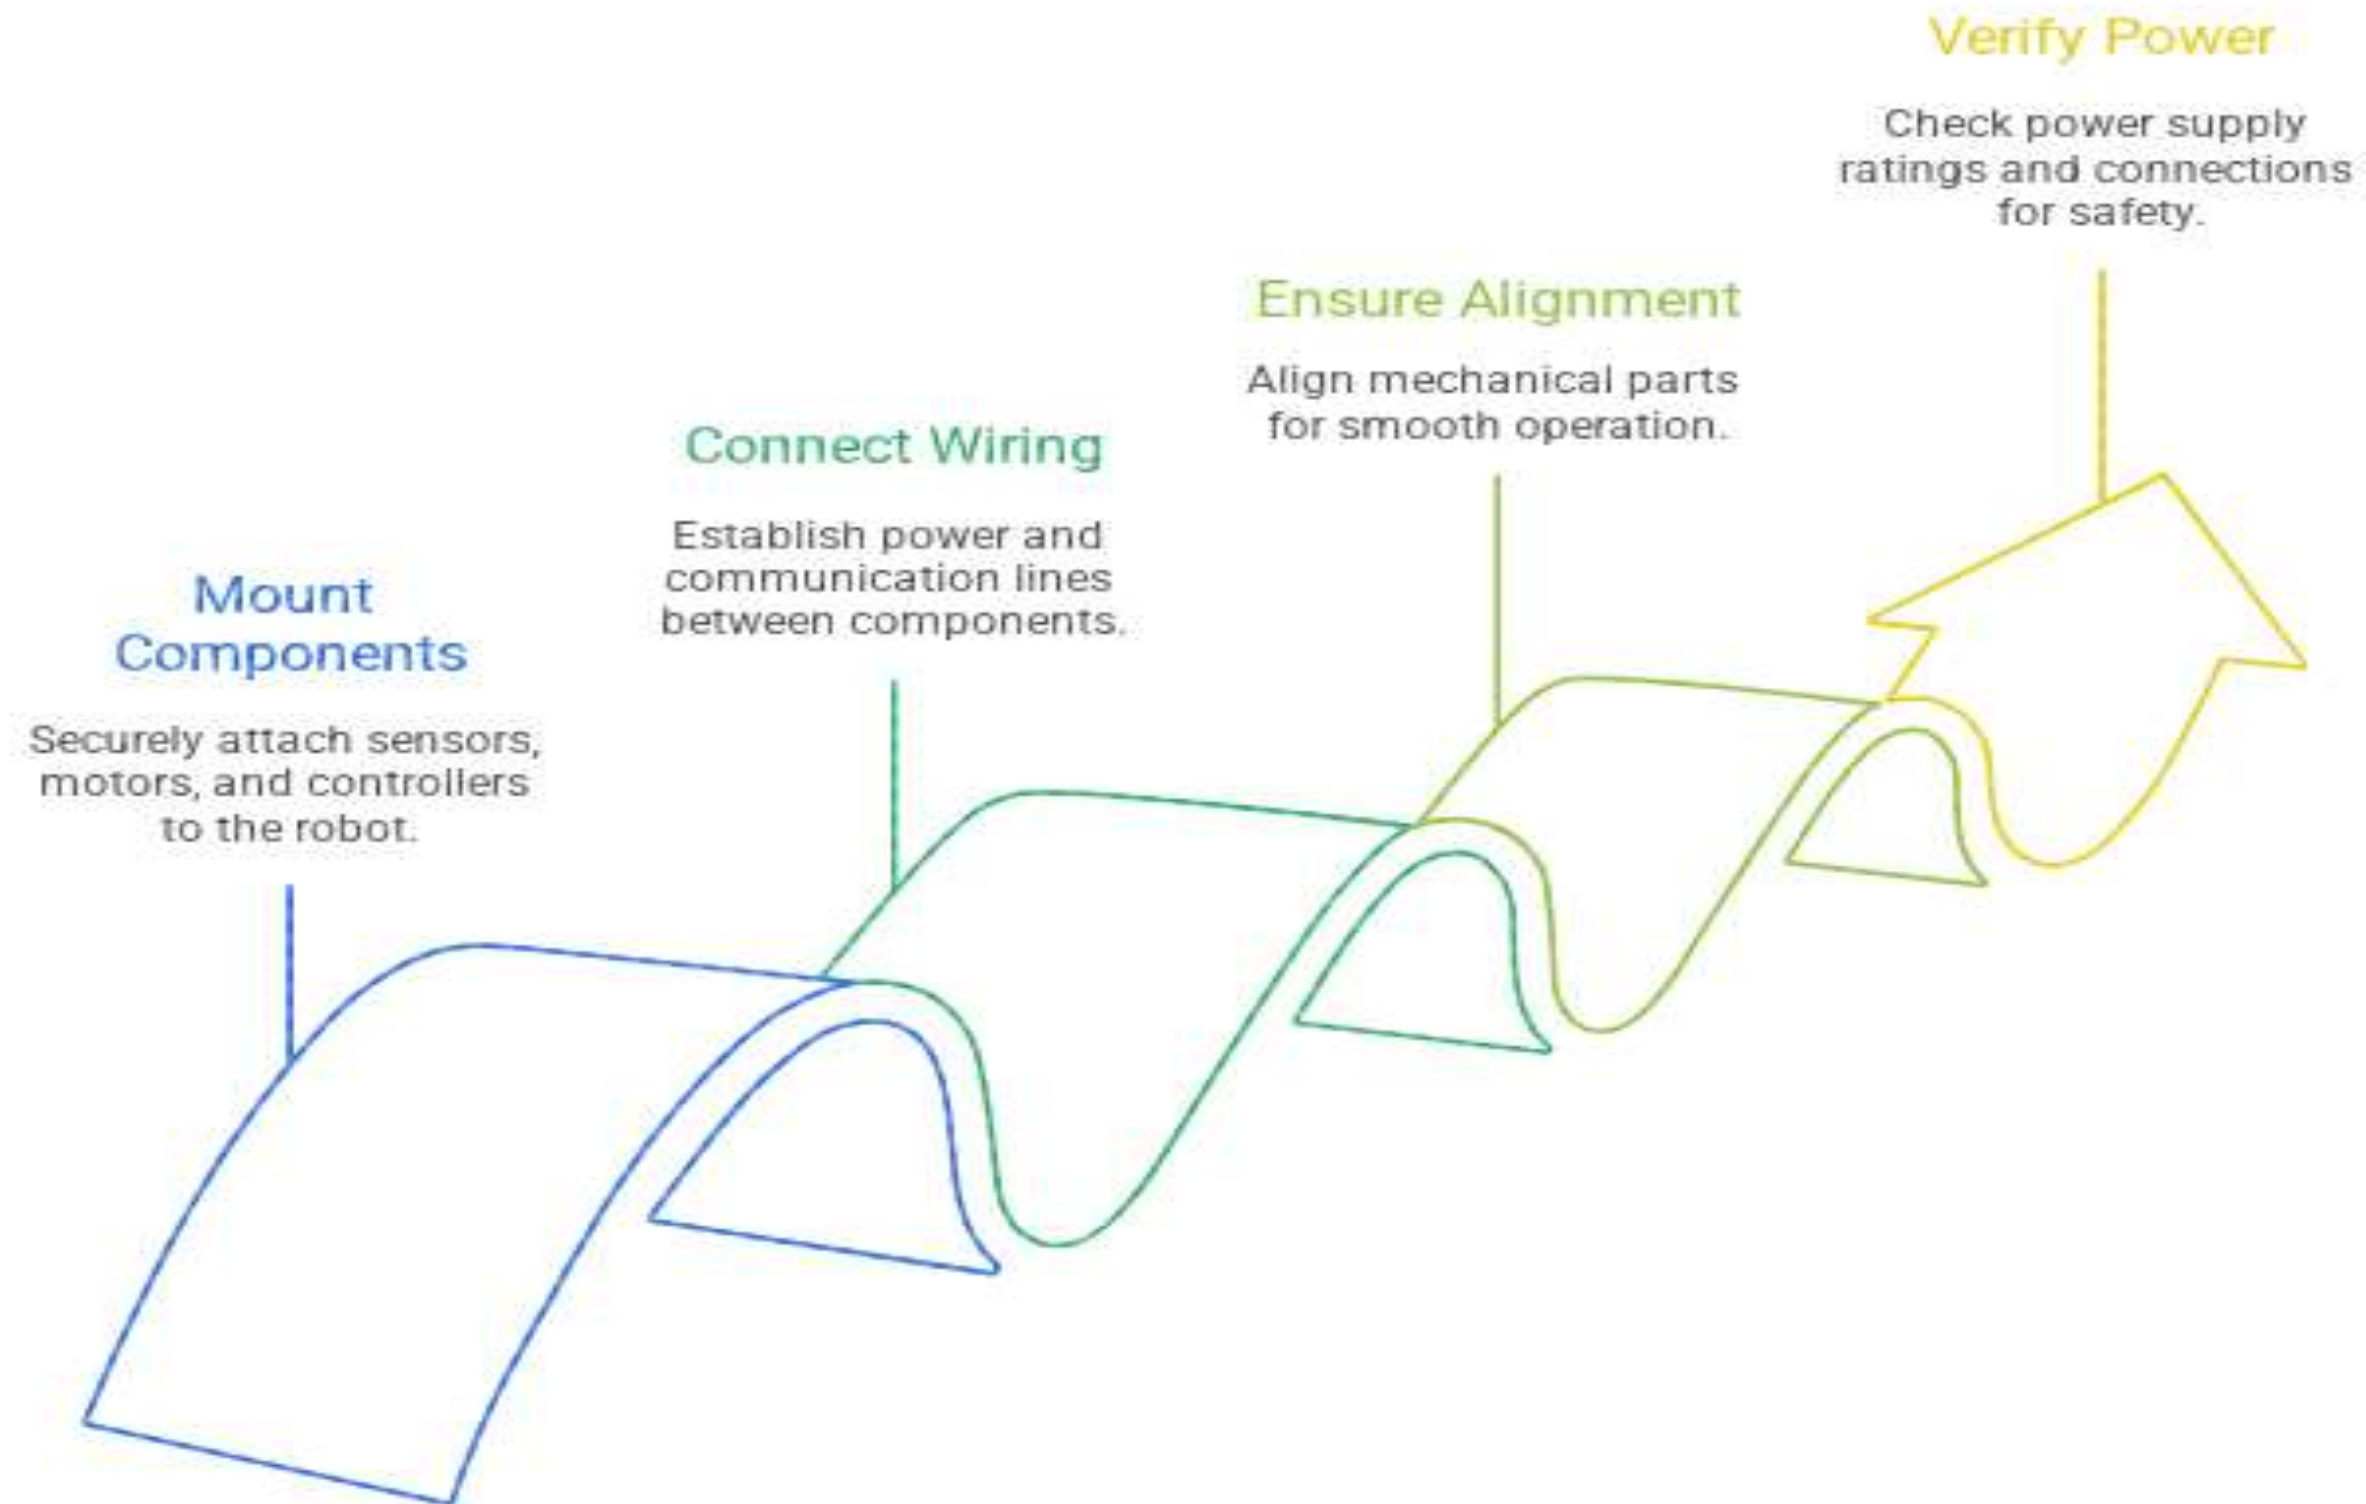 Mount
Components
Securely attach sensors,
motors, and controllers
to the robot.
Connect Wiring
Establish power and
communication lines
between components.
Ensure Alignment
Align mechanical parts
for smooth operation.
Verify Power
Check power supply
ratings and connections
for safety.